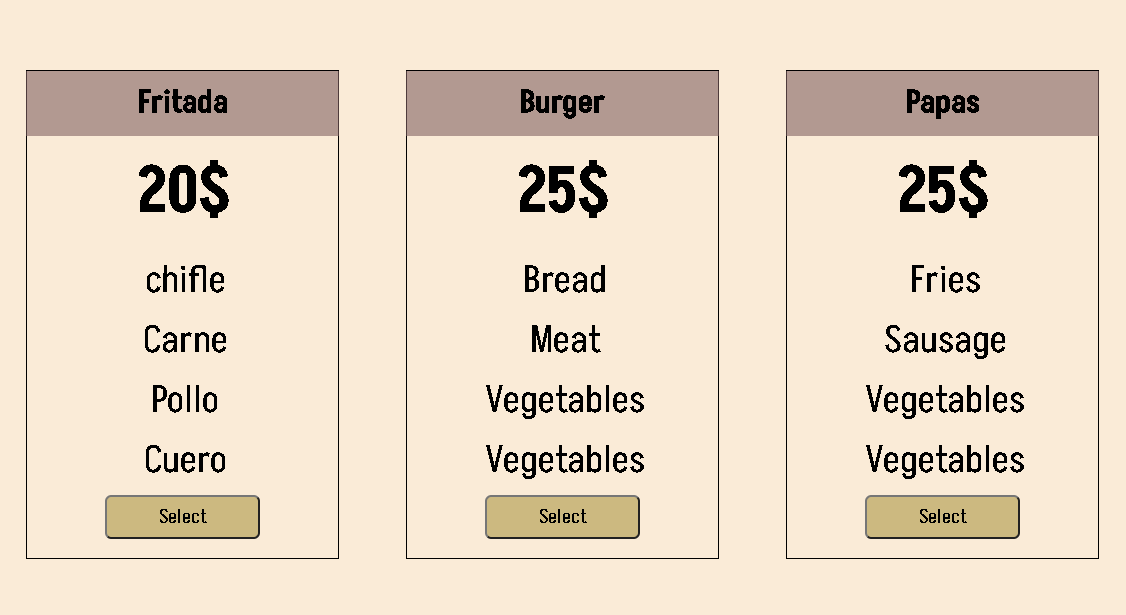 Fritada
20$
chifle
Carne
Pollo
Cuero
Select
Burger
25$
Bread
Meat
Vegetables
Vegetables
Select
Papas
25$
Fries
Sausage
Vegetables
Vegetables
Select